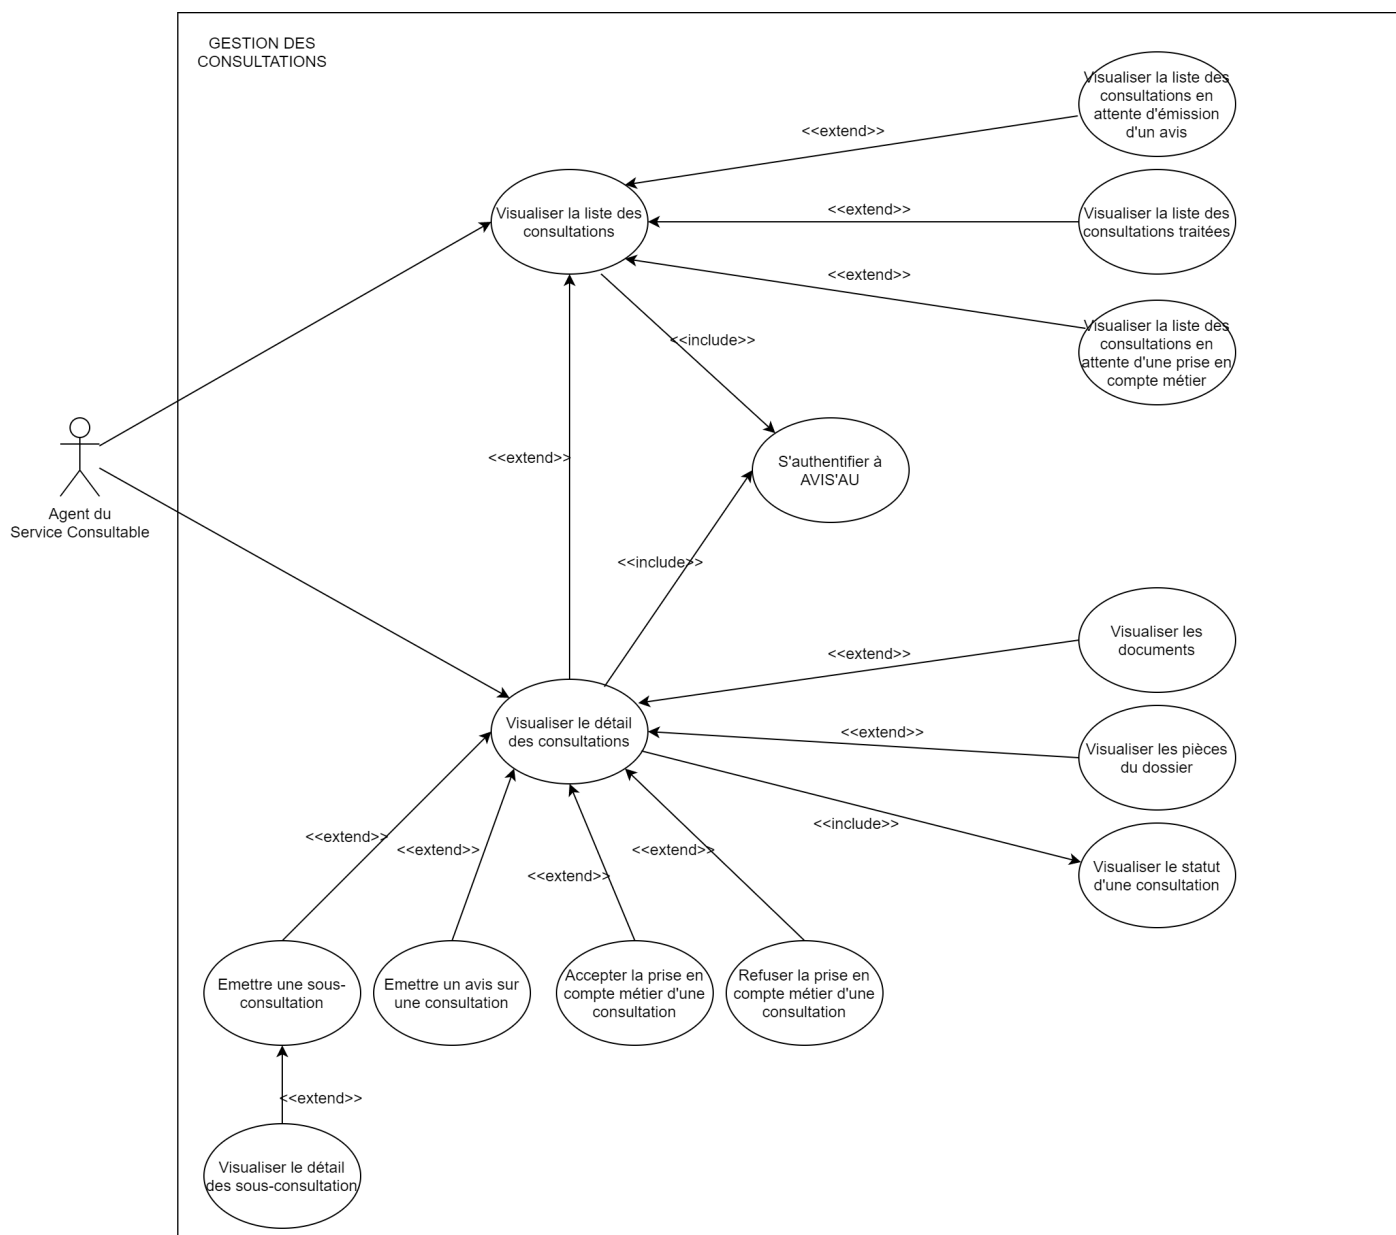 GESTION DES
CONSULTATIONS
Visualiser la liste des
consultations en
attente d'émission
d'un avis
<<extend>>
Visualiser la liste des
consultations
<<extend>>
Visualiser la liste des
consultations traitées
<<extend>>
Visualiser la liste des
consultations en
attente d'une prise en
compte métier
<<include>>
<<extend>>
S'authentifier à
AVIS'AU
Agent du
Service Consultable
<<include>>
Visualiser les
documents
<<extend>>
Visualiser le détail
des consultations
<<extend>>
Visualiser les pièces
du dossier
<<include>>
Visualiser le statut
d'une consultation
<<extend>>
<<extend>>
<<extend>>
<<extend>>
Emettre une sous-
consultation
Emettre un avis sur
une consultation
Accepter la prise en
compte métier d'une
consultation
Refuser la prise en
compte métier d'une
consultation
<<extend>>
Visualiser le détail
des sous-consultation